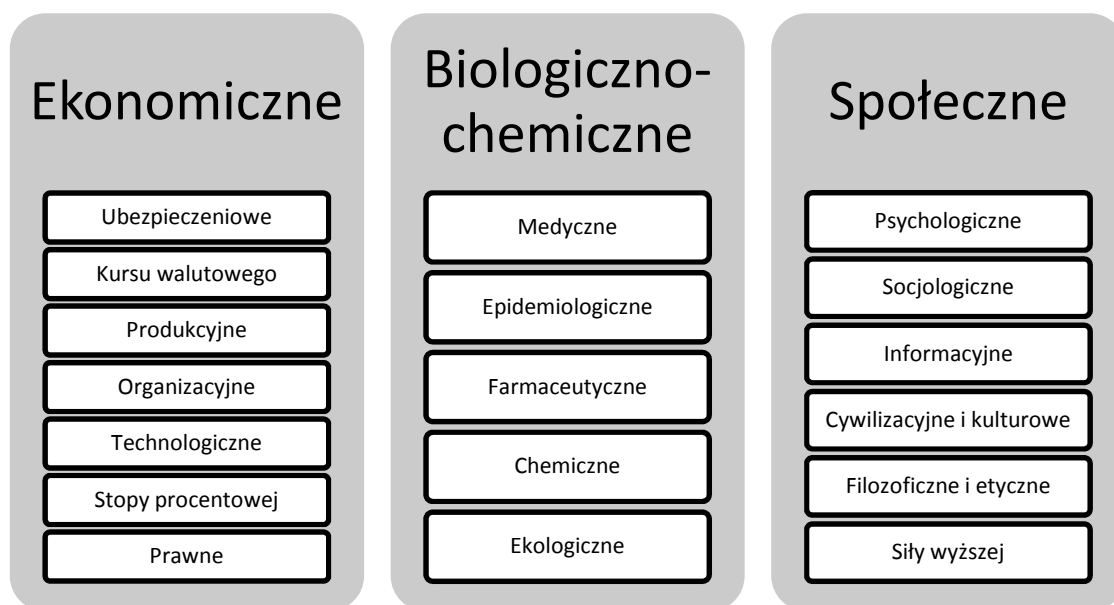 Ekonomiczne
Ubezpieczeniowe
Kursu walutowego
Produkcyjne
Organizacyjne
Technologiczne
Stopy procentowej
Prawne
Biologiczno-
chemiczne
Medyczne
Epidemiologiczne
Farmaceutyczne
Chemiczne
Ekologiczne
Społeczne
Psychologiczne
Socjologiczne
Informacyjne
Cywilizacyjne i kulturowe
Filozoficzne i etyczne
Siły wyższej